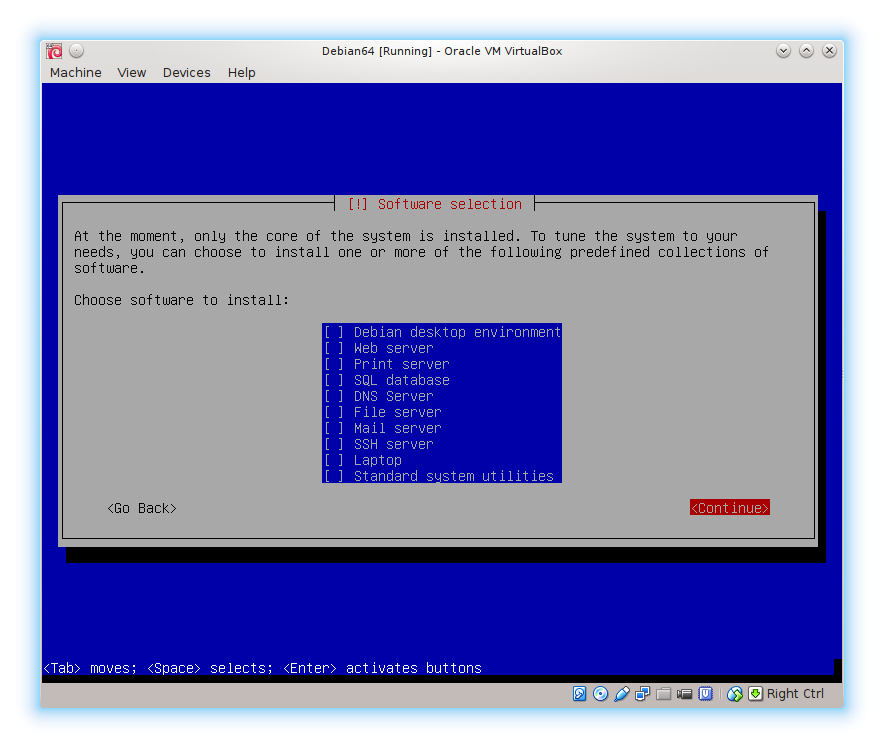 Debian64 [Running] - Oracle VM VirtualBox
Machine View Devices Help
[!] Software selection
At the moment, only the core of the system is installed. To tune the system to your
needs, you can choose to install one or more of the following predefined collections of
software.
Choose software to install:
[ ] Debian desktop environment
[ ] Web server
[ ] Print server
[ ] SQL database
[ ] DNS Server
[ ] File server
[ ] Mail server
[ ] SSH server
[ ] Laptop
[ ] Standard system utilities
<Go Back> <Continue>
<Tab> moves; <Space> selects; <Enter> activates buttons
Right Ctrl